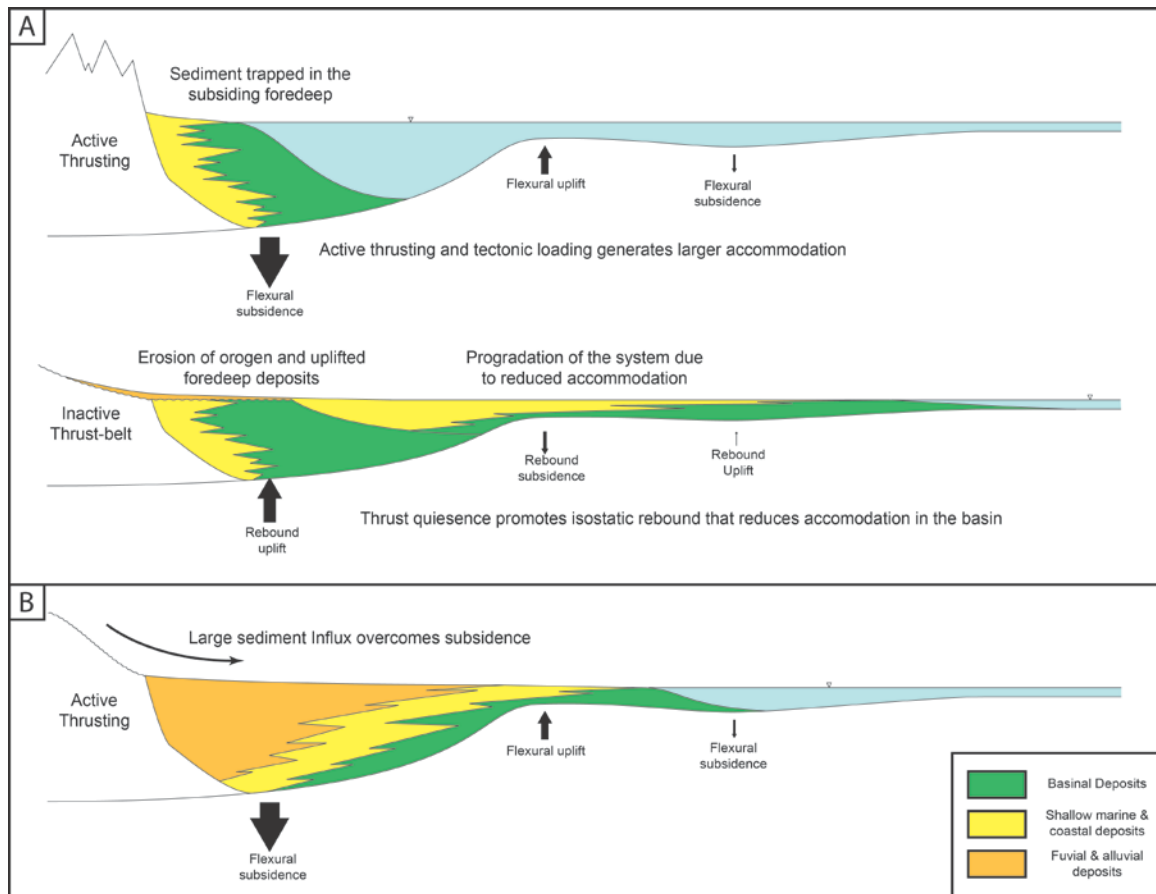 A
Sediment trapped in the
subsiding foredeep
Active
Thrusting
Flexural uplift
Flexural
subsidence
Active thrusting and tectonic loading generates larger accommodation
Flexural
subsidence
Erosion of orogen and uplifted
foredeep deposits
Progradation of the system due
to reduced accommodation
Inactive
Thrust-belt
Rebound
subsidence
Rebound
Uplift
Thrust quiesence promotes isostatic rebound that reduces accomodation in the basin
Rebound
uplift
B
Large sediment Influx overcomes subsidence
Active
Thrusting
Flexural uplift
Flexural
subsidence
Flexural
subsidence
Basinal Deposits
Shallow marine &
coastal deposits
Fuvial & alluvial
deposits